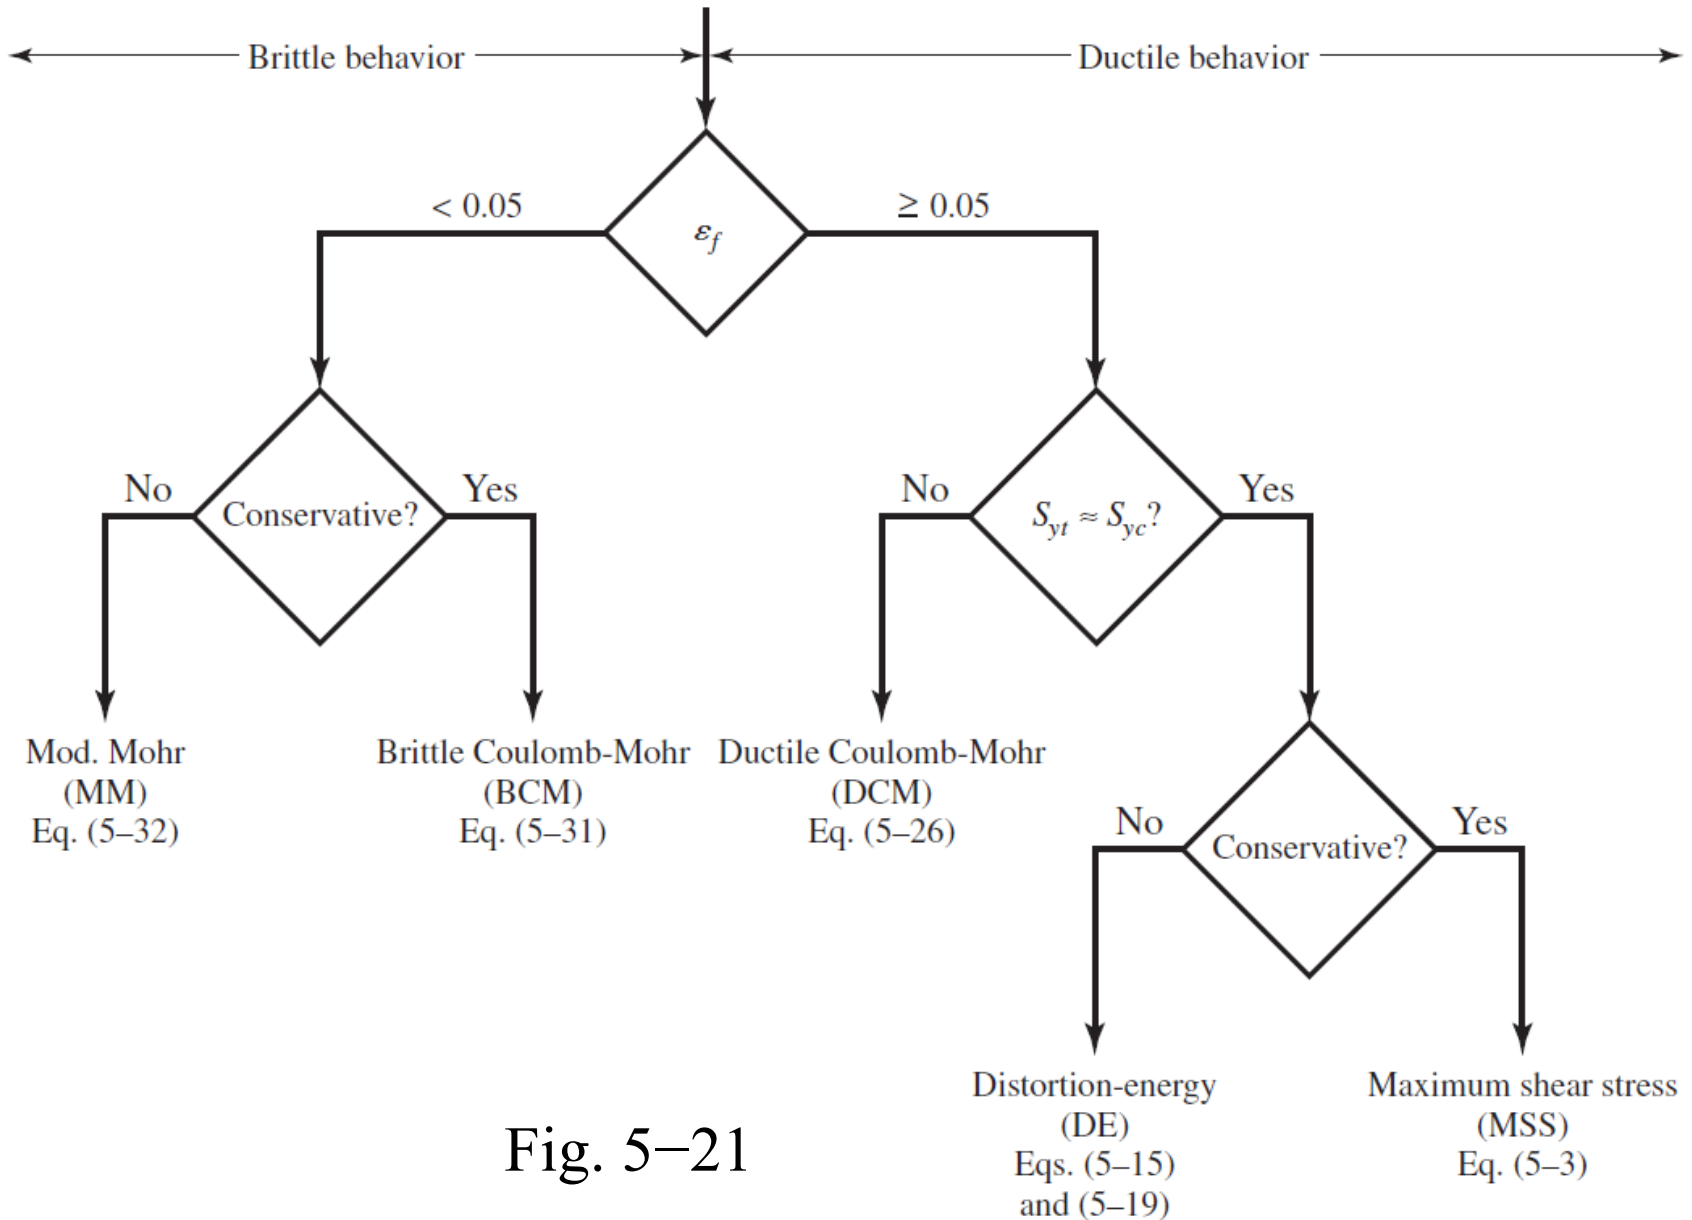 Brittle behavior
Ductile behavior
< 0.05
≥ 0.05
εf
No
Conservative?
Yes
No
Syt ≈ Syc?
Yes
Mod. Mohr
(MM)
Eq. (5–32)
Brittle Coulomb-Mohr
(BCM)
Eq. (5–31)
Ductile Coulomb-Mohr
(DCM)
Eq. (5–26)
No
Conservative?
Yes
Distortion-energy
(DE)
Eqs. (5–15)
and (5–19)
Maximum shear stress
(MSS)
Eq. (5–3)
Fig. 5−21